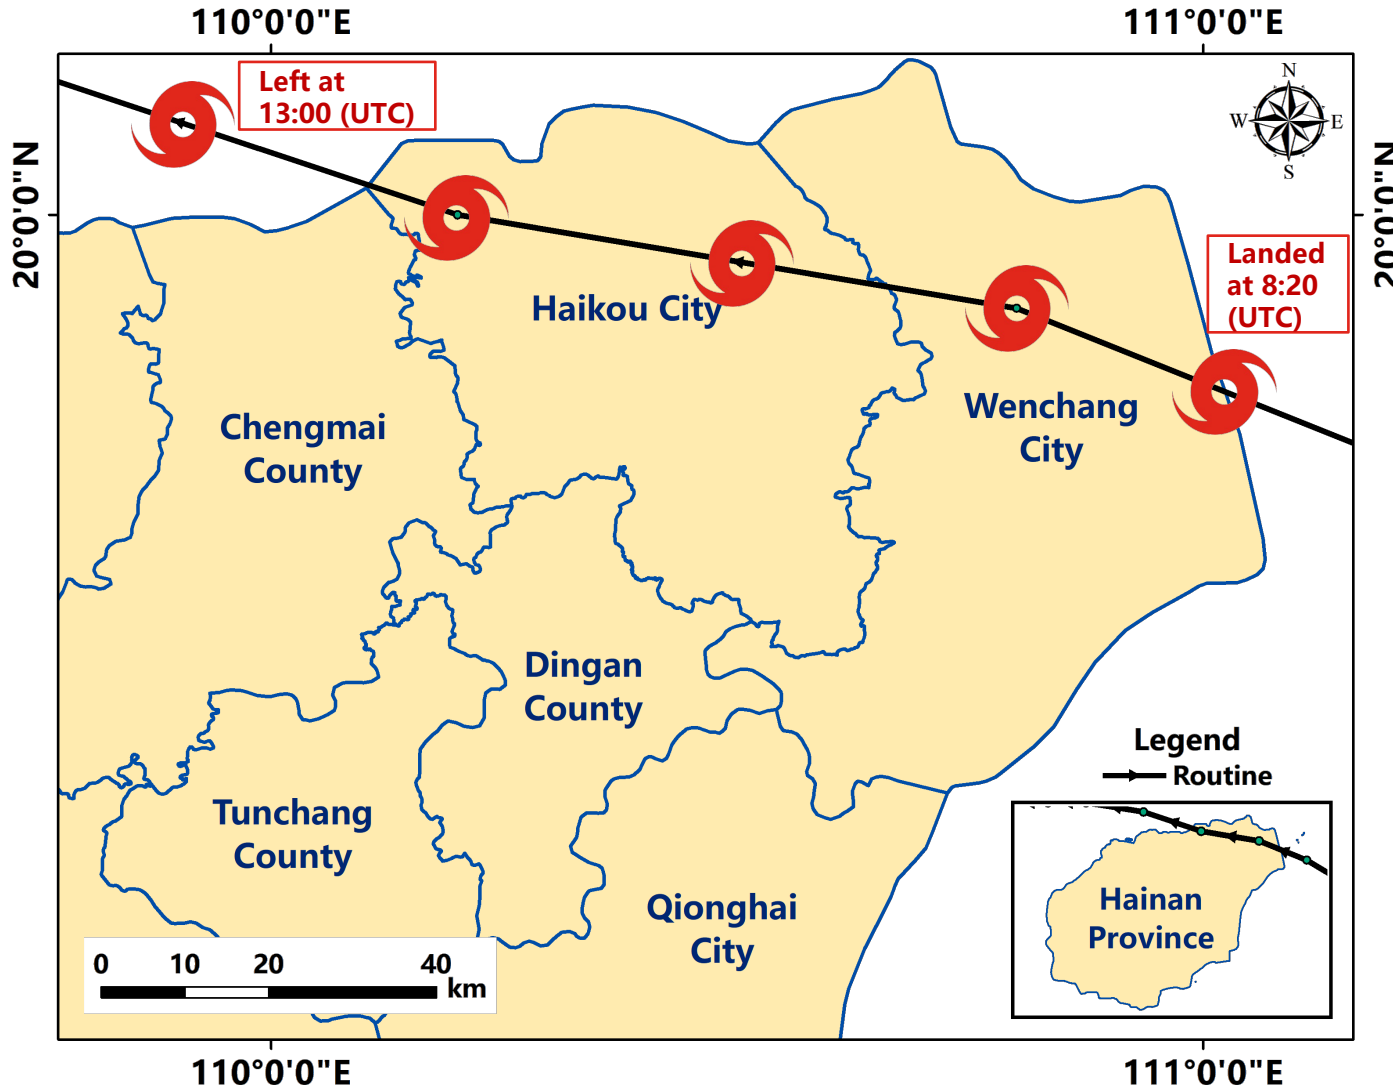 110°0'0"E
111°0'0"E
Left at
13:00 (UTC)
N
W
E
S
20°0'0"N
20°0'0"N
Landed
at 8:20
(UTC)
Haikou City
Wenchang
City
Chengmai
County
Dingan
County
Legend
Routine
Tunchang
County
Qionghai
City
Hainan
Province
0
10
20
40
km
110°0'0"E
111°0'0"E